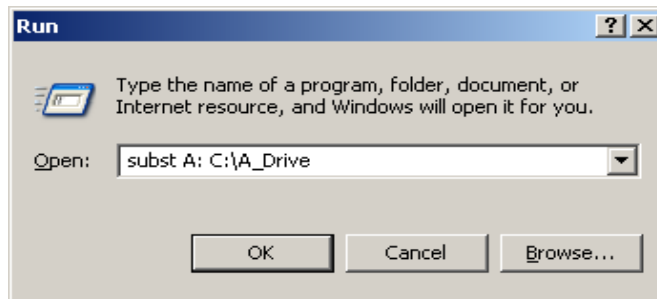 Run
Type the name of a program, folder, document, or
Internet resource, and Windows will open it for you.
Open: subst A: C:\A_Drive
OK Cancel Browse...